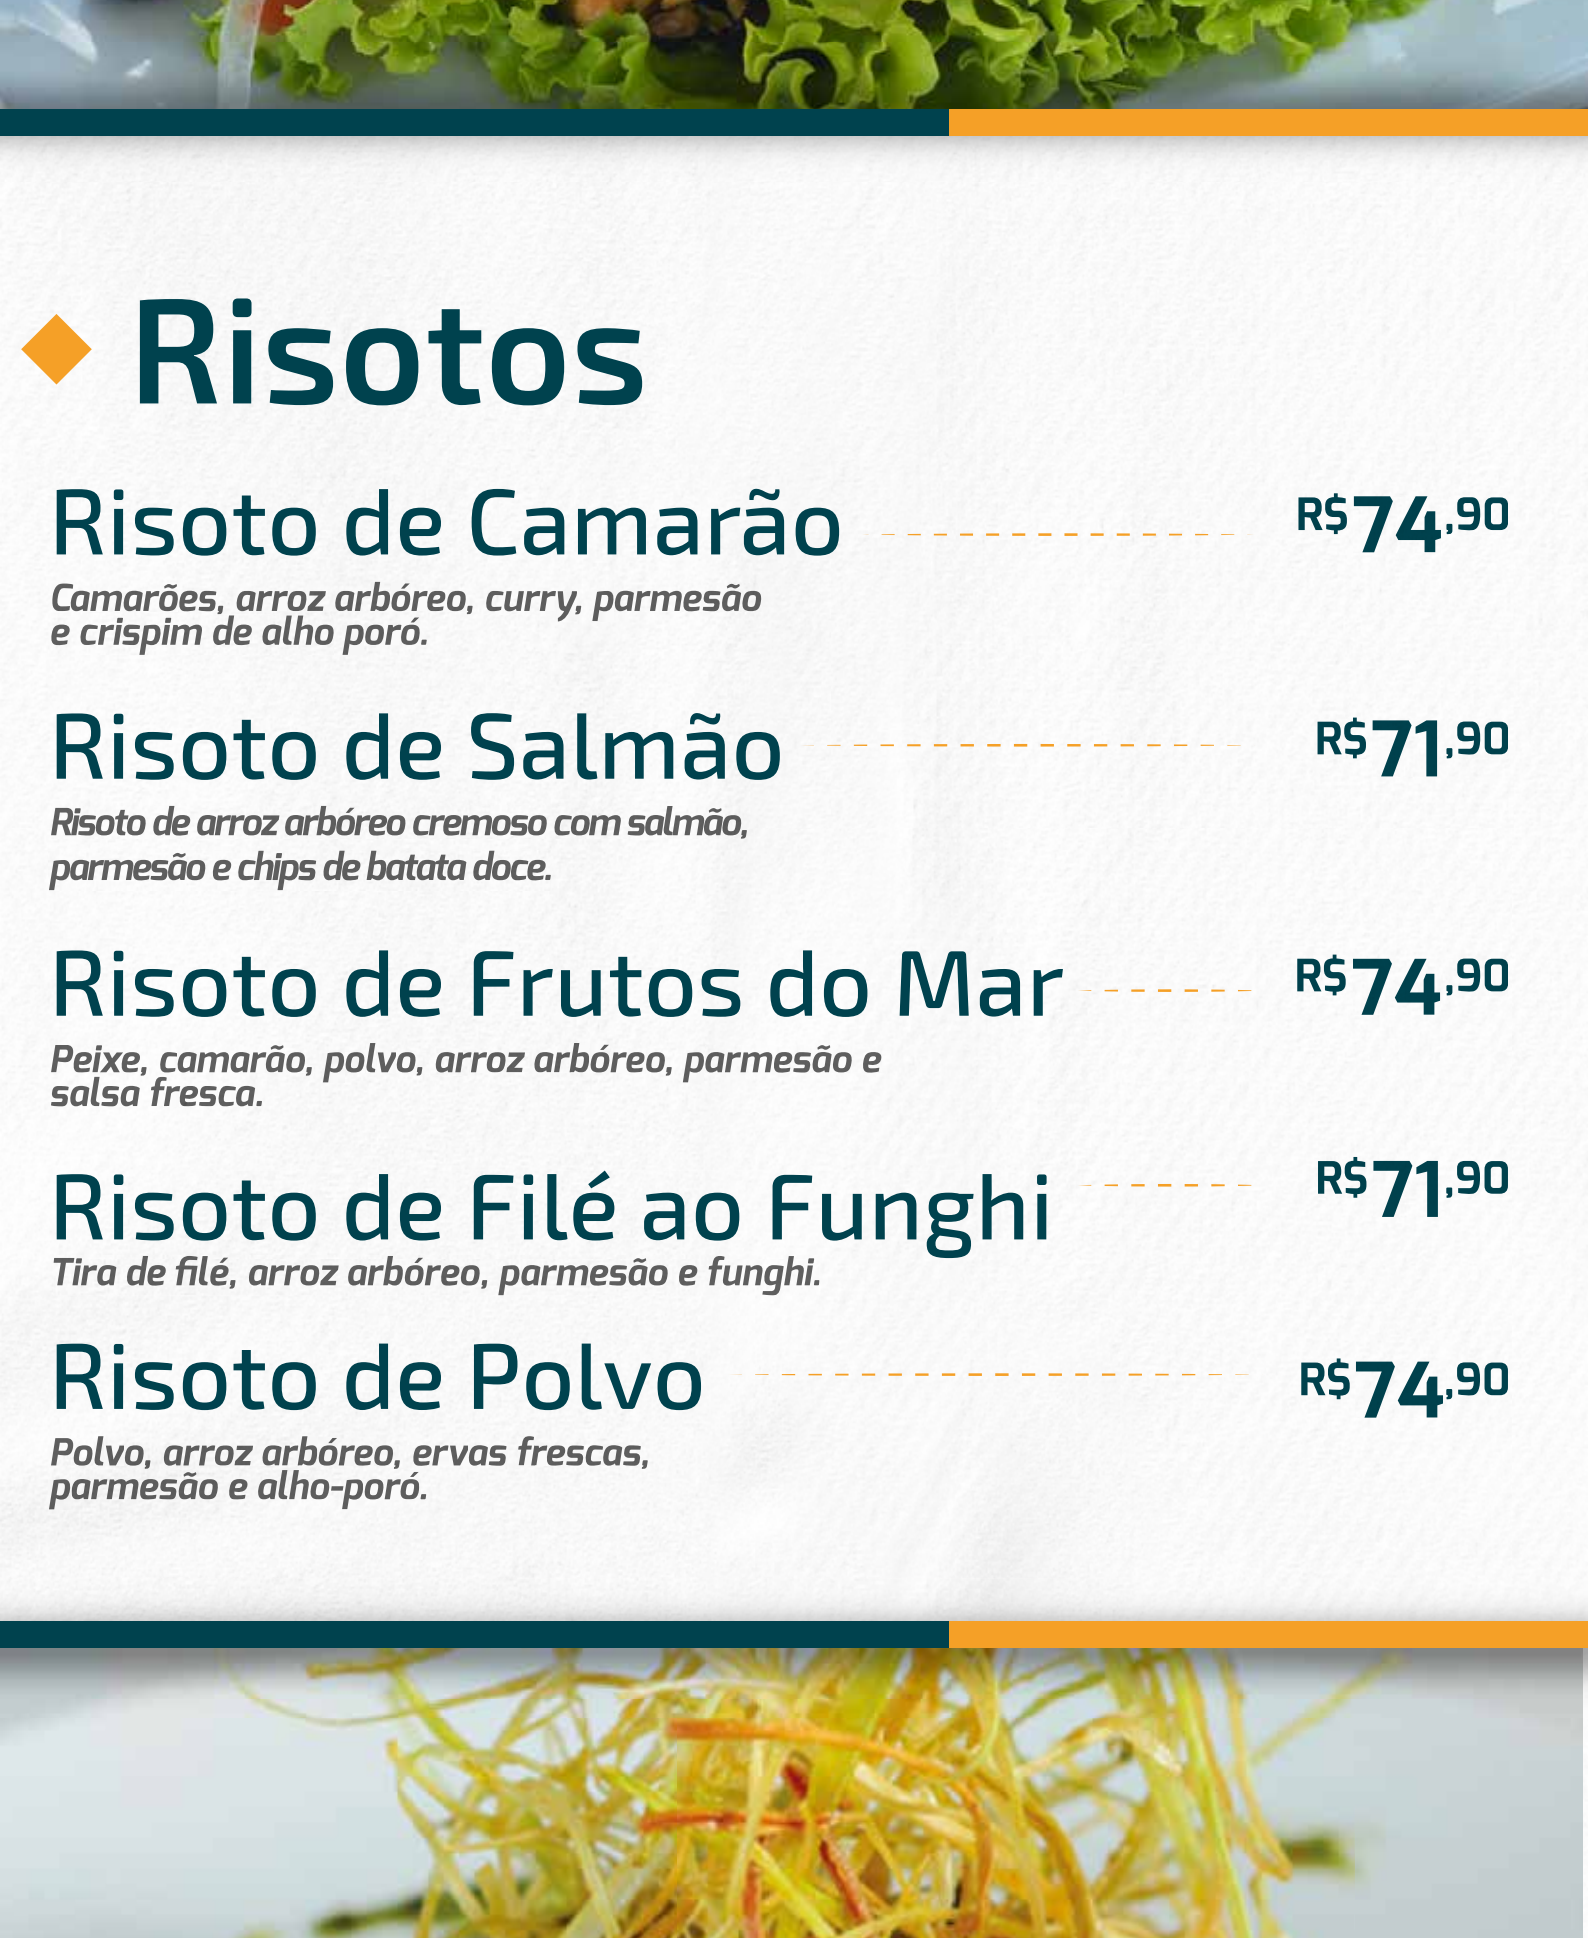 Risotos
Risoto de Camarão R$74,90
Camarões, arroz arbóreo, curry, parmesão
e crispim de alho poró.
Risoto de Salmão R$71,90
Risoto de arroz arbóreo cremoso com salmão,
parmesão e chips de batata doce.
Risoto de Frutos do Mar R$74,90
Peixe, camarão, polvo, arroz arbóreo, parmesão e
salsa fresca.
Risoto de Filé ao Funghi R$71,90
Tira de filé, arroz arbóreo, parmesão e funghi.
Risoto de Polvo R$74,90
Polvo, arroz arbóreo, ervas frescas,
parmesão e alho-poró.